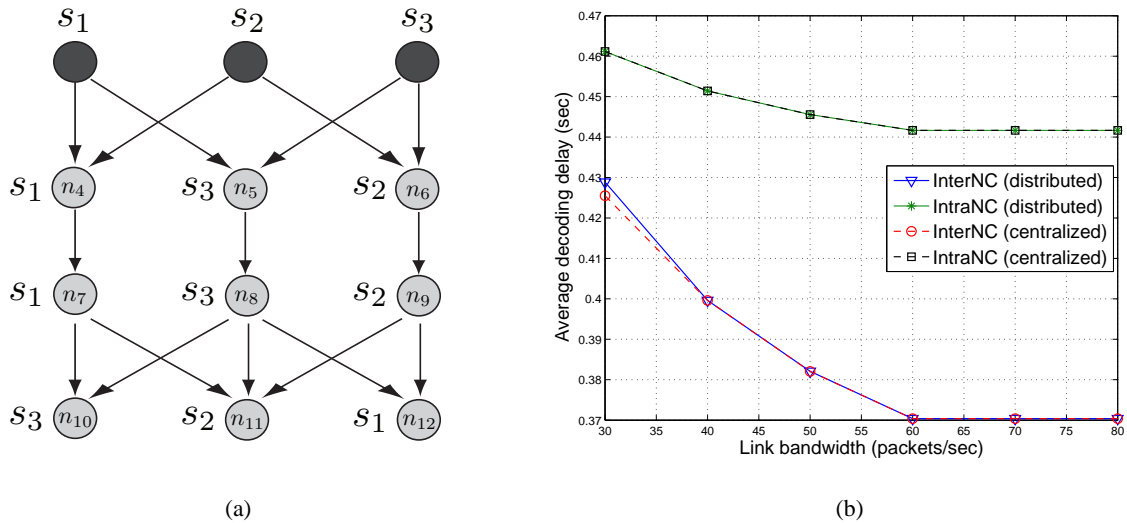 s1 s2 s3
s1 n4 s3 n5 s2 n6
s1 n7 s3 n8 s2 n9
s3 n10 s2 n11 s1 n12
(a)
Average decoding delay (sec)
0.47
0.46
0.45
0.44
0.43
0.42
0.41
0.4
0.39
0.38
0.37
InterNC (distributed)
IntraNC (distributed)
InterNC (centralized)
IntraNC (centralized)
30 35 40 45 50 55 60 65 70 75 80
Link bandwidth (packets/sec)
(b)